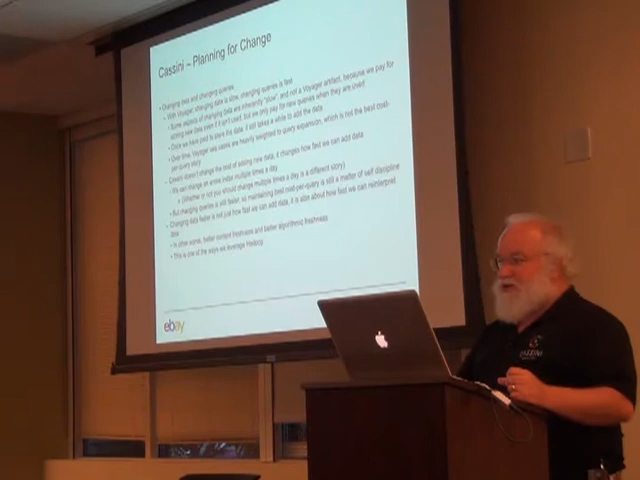 Cassini – Planning for Change
Changing data and changing queries
With Voyager, changing data is slow, changing queries is fast
Some aspects of changing data are inherently "slow", and not a Voyager artifact, because we pay for
storing new data even if it isn't used, but we only pay for new queries when they are used
Once we have paid to store the data, it still takes a while to add the data
Over time, Voyager use cases are heavily weighted to query expansion, which is not the best cost-
per-query story
Cassini doesn't change the cost of adding new data, it changes how fast we can add data
We can change an entire index multiple times a day
(Whether or not you should change multiple times a day is a different story)
But changing queries is still faster, so maintaining best cost-per-query is still a matter of self discipline
Changing data faster is not just how fast we can add data, it is also about how fast we can reinterpret
data
In other words, better content freshness and better algorithmic freshness
This is one of the ways we leverage Hadoop
ebay